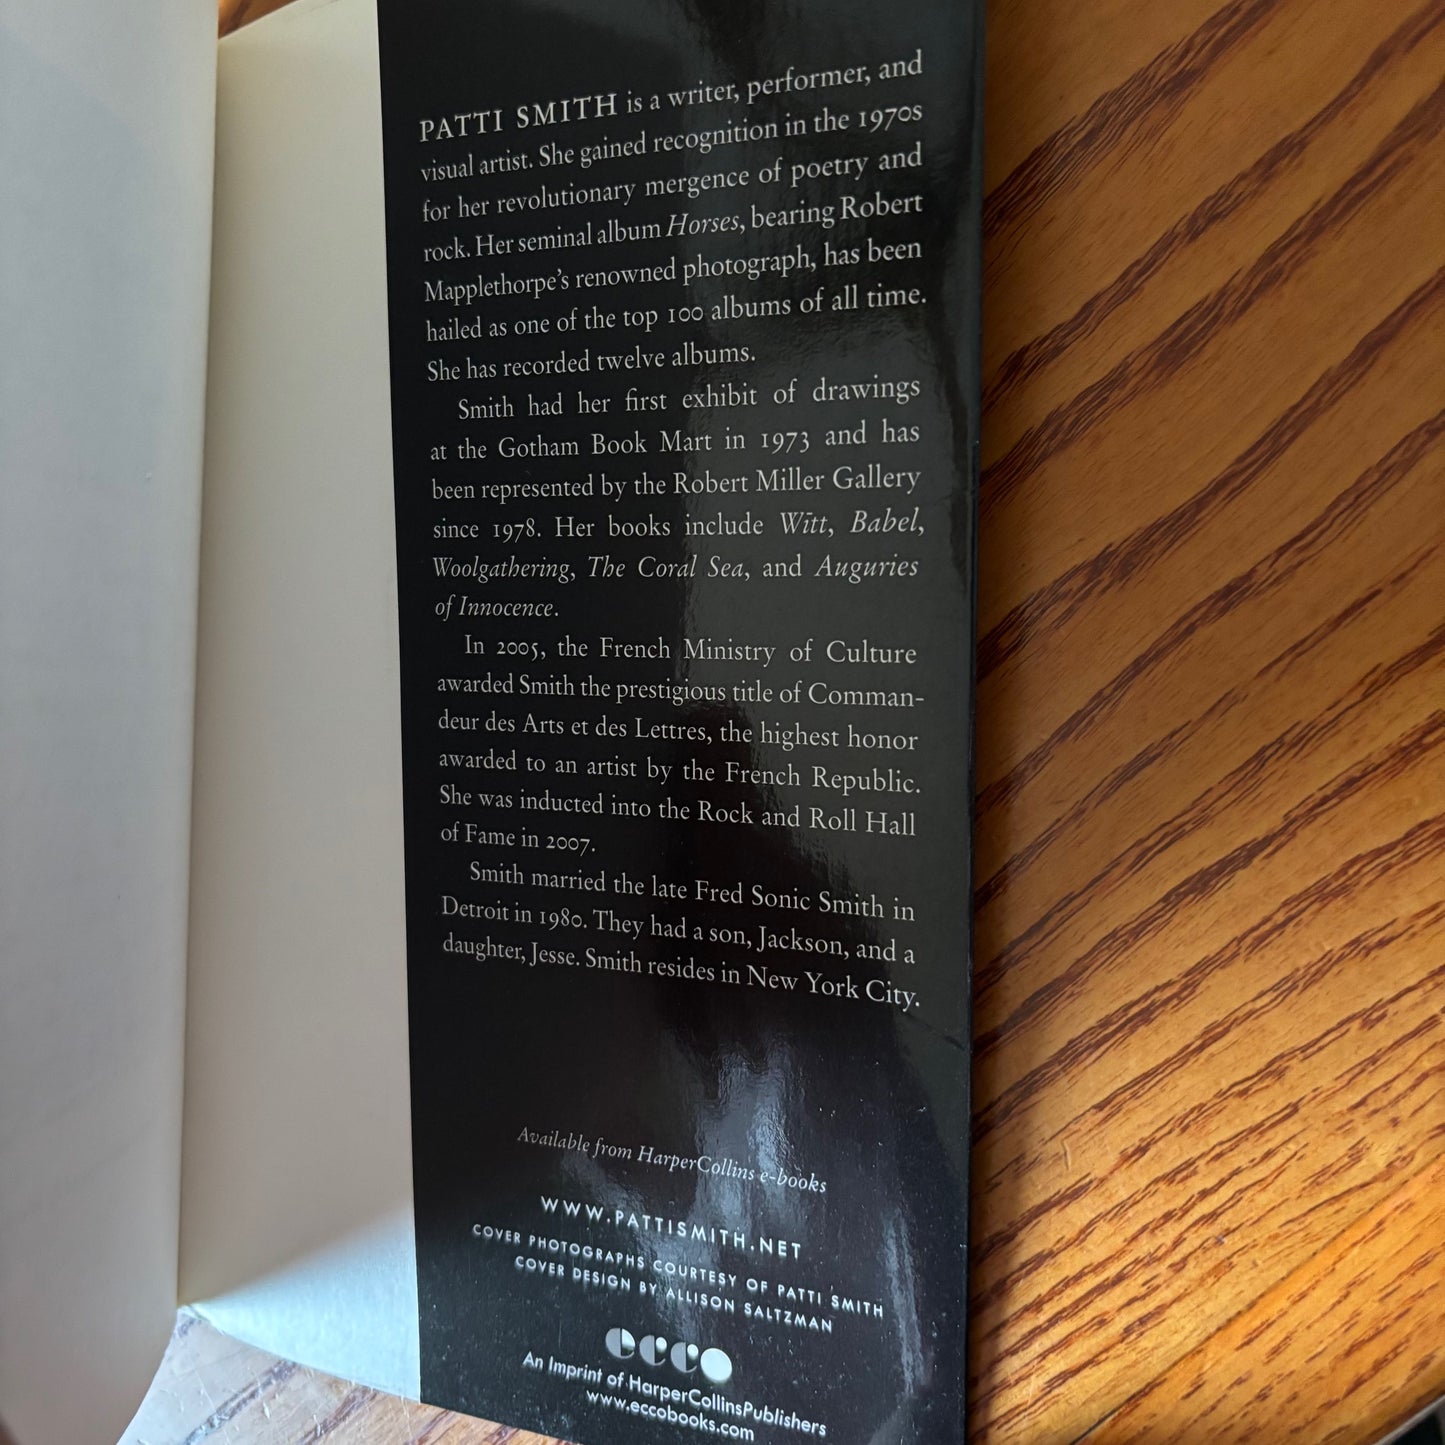 PATTI SMITH is a writer, performer, and
visual artist. She gained recognition in the 1970s
for her revolutionary mergence of poetry and
rock. Her seminal album Horses, bearing Robert
Mapplethorpe's renowned photograph, has been
hailed as one of the top 100 albums of all time.
She has recorded twelve albums.
Smith had her first exhibit of drawings
at the Gotham Book Mart in 1973 and has
been represented by the Robert Miller Gallery
since 1978. Her books include Wītt, Babel,
Woolgathering, The Coral Sea, and Auguries
of Innocence.
In 2005, the French Ministry of Culture
awarded Smith the prestigious title of Comman-
deur des Arts et des Lettres, the highest honor
awarded to an artist by the French Republic.
She was inducted into the Rock and Roll Hall
of Fame in 2007.
Smith married the late Fred Sonic Smith in
Detroit in 1980. They had a son, Jackson, and a
daughter, Jesse. Smith resides in New York City.
Available from HarperCollins e-books
WWW.PATTISMITH.NET
COVER PHOTOGRAPHS COURTESY OF PATTI SMITH
COVER DESIGN BY ALLISON SALTZMAN
ecco
An Imprint of HarperCollinsPublishers
www.eccobooks.com